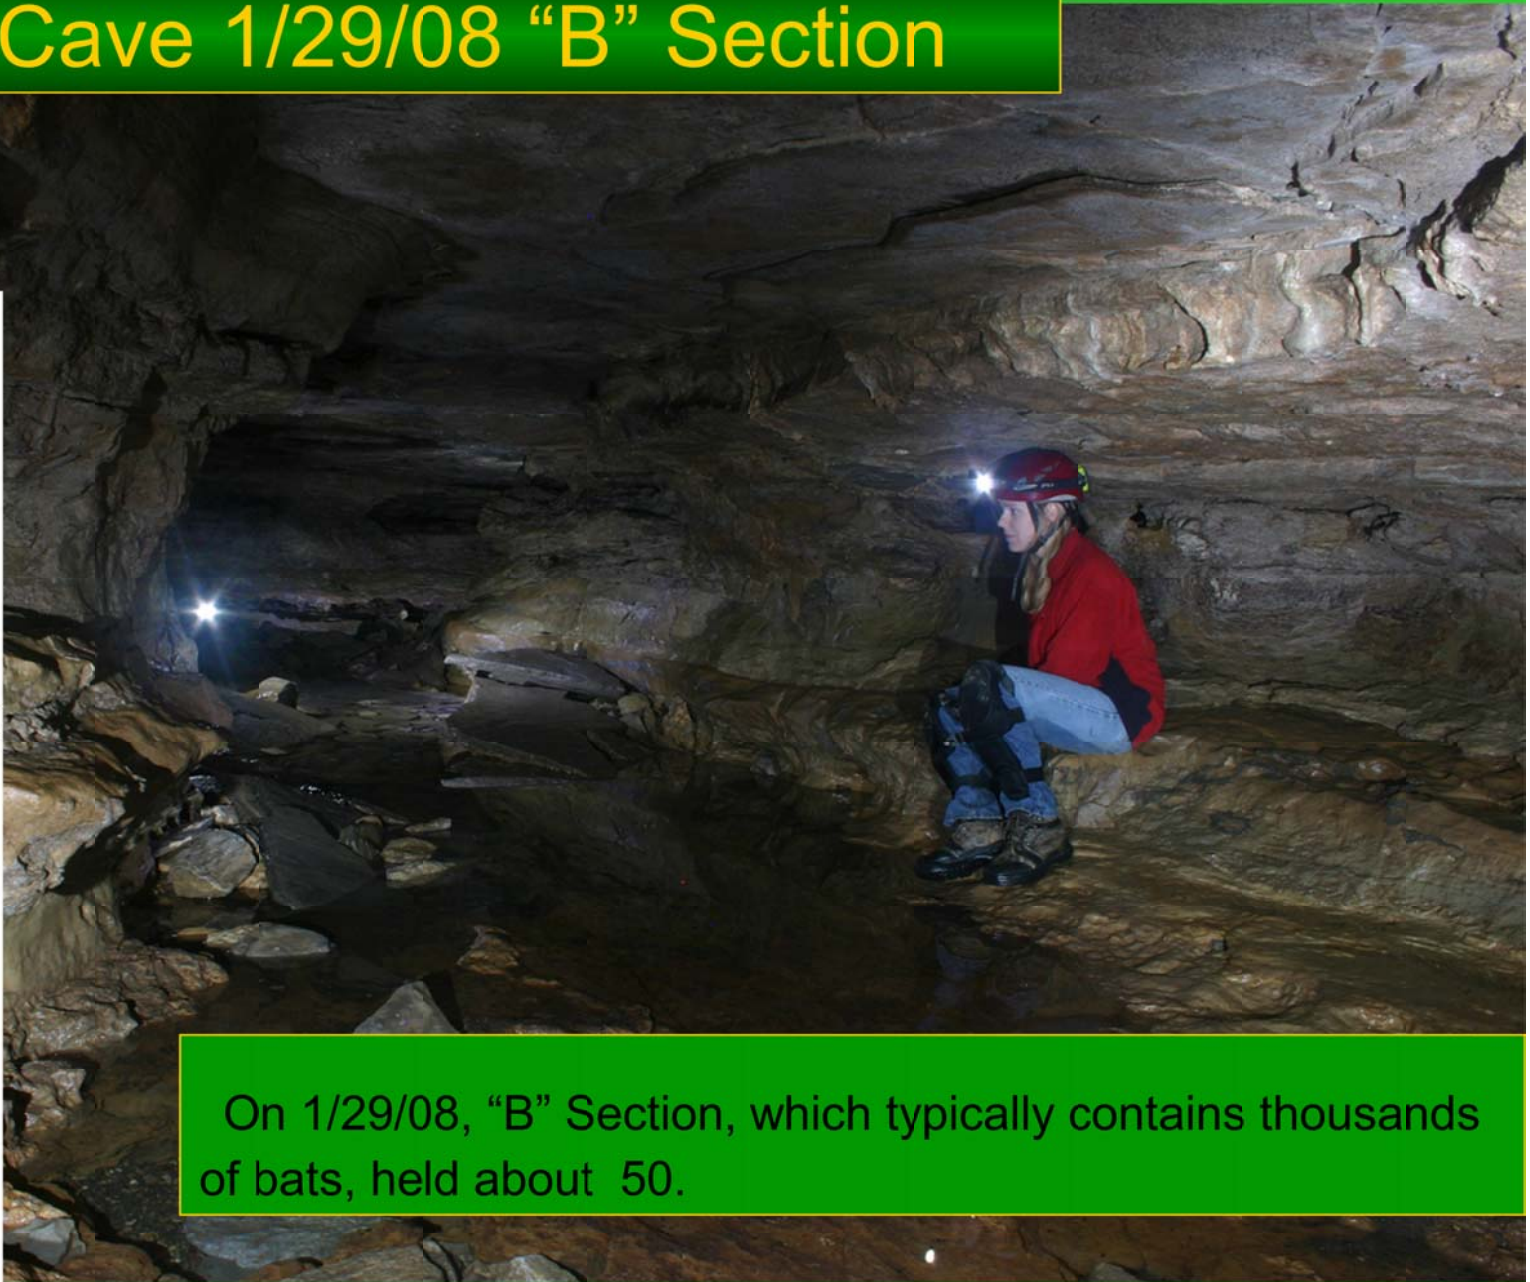 Cave 1/29/08 “B” Section
On 1/29/08, “B” Section, which typically contains thousands
of bats, held about 50.